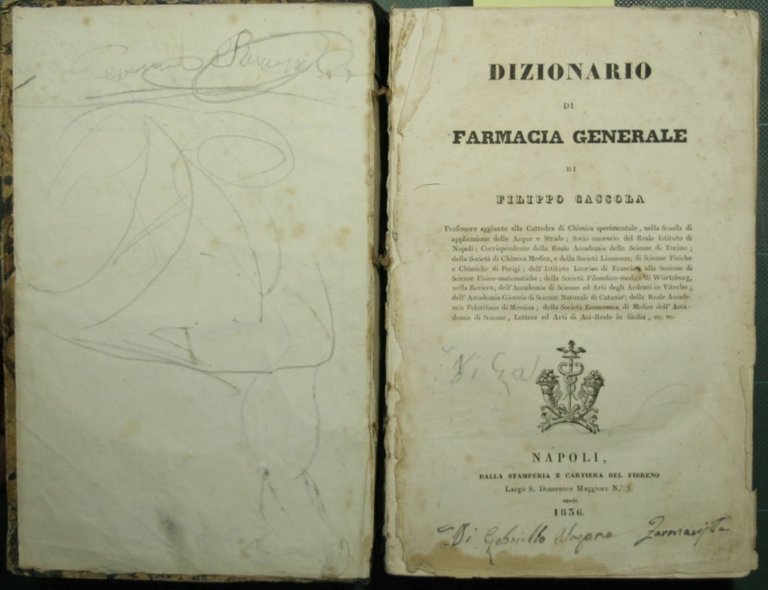 DIZIONARIO
DI
FARMACIA GENERALE
DI
FILIPPO CASSOLA
Professore aggiunto alla Cattedra di Chimica sperimentale, nella Scuola di
applicazione delle Acque e Strade; Socio onorario del Reale Istituto di
Napoli; Corrispondente della Reale Accademia delle Scienze di Torino;
della Società di Chimica Medica, e della Società Linneana; di Scienze Fisiche
e Chimiche di Parigi; dell'Istituto Istorico di Francia, alla Sezione di
Scienze Fisico-matematiche; della Società Filosofico-medica di Würtzburg,
nella Baviera; dell'Accademia di Scienze ed Arti degli Ardenti in Viterbo,
dell'Accademia Gioenia di Scienze Naturali di Catania; della Reale Accade-
mia Peloritana di Messina; della Società Economica di Molise dell'Acca-
demia di Scienze, Lettere ed Arti di Aci-Reale in Sicilia, ec. ec.
Di
NAPOLI,
DALLA STAMPERIA E CARTIERA DEL FIBRENO
Largo S. Domenico Maggiore N.° 3.
1836.
Di Gabriello Farmacista